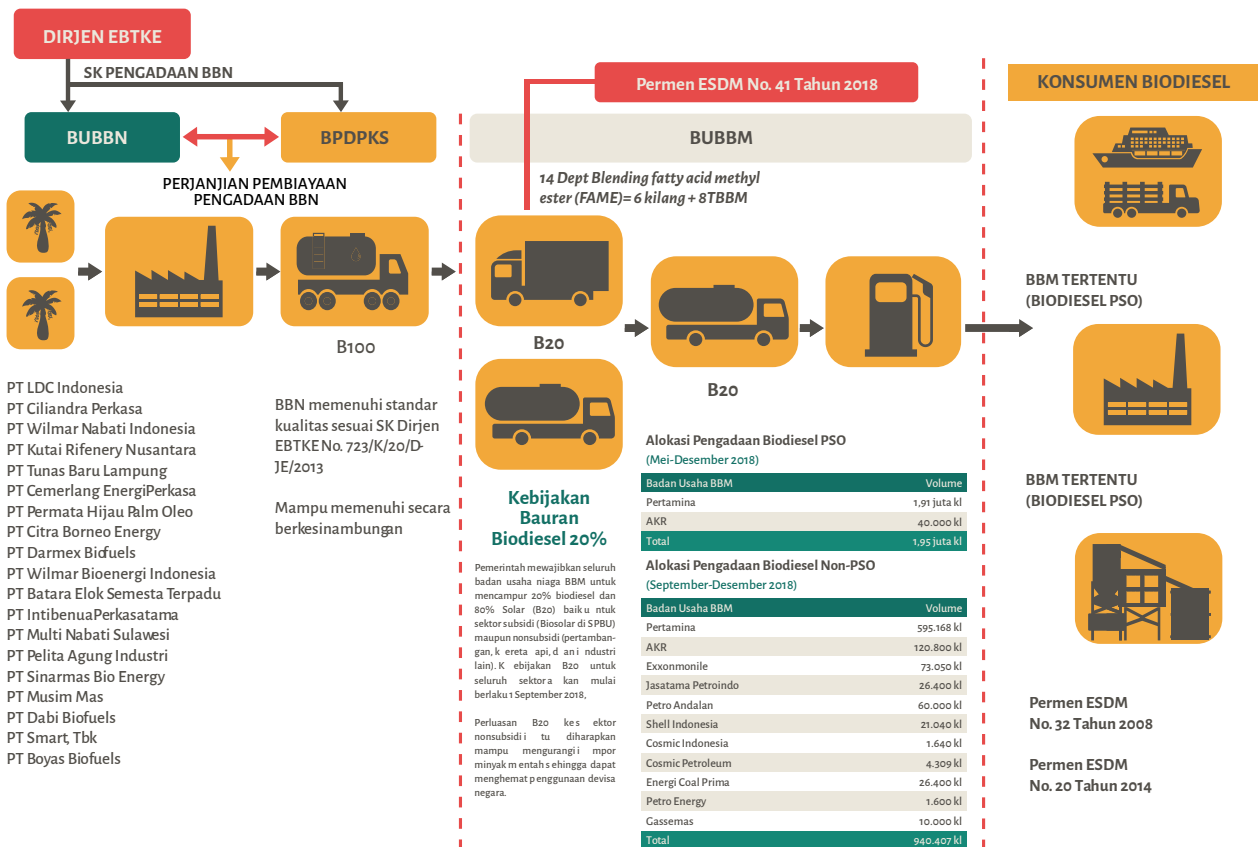 DIRJEN EBTKE
SK PENGADAAN BBN
BUBBN
BPDPKS
PERJANJIAN PEMBIAYAAN
PENGADAAN BBN
B100
PT LDC Indonesia
PT Ciliandra Perkasa
PT Wilmar Nabati Indonesia
PT Kutai Rifenery Nusantara
PT Tunas Baru Lampung
PT Cemerlang EnergiPerkasa
PT Permata Hijau Palm Oleo
PT Citra Borneo Energy
PT Darmex Biofuels
PT Wilmar Bioenergi Indonesia
PT Batara Elok Semesta Terpadu
PT IntibenuaPerkasatama
PT Multi Nabati Sulawesi
PT Pelita Agung Industri
PT Sinarmas Bio Energy
PT Musim Mas
PT Dabi Biofuels
PT Smart, Tbk
PT Boyas Biofuels
BBN memenuhi standar
kualitas sesuai SK Dirjen
EBTKE No. 723/K/20/D-
JE/2013
Mampu memenuhi secara
berkesinambungan
Permen ESDM No. 41 Tahun 2018
BUBBM
14 Dept Blending fatty acid methyl
ester (FAME)= 6 kilang + 8TBBM
B20
B20
Kebijakan
Bauran
Biodiesel 20%
Pemerintah mewajibkan seluruh
badan usaha niaga BBM untuk
mencampur 20% biodiesel dan
80% Solar (B20) baik u ntuk
sektor subsidi (Biosolar di SPBU)
maupun nonsubsidi (pertamban-
gan, k ereta api, d an i ndustri
lain). K ebijakan B20 untuk
seluruh sektor a kan mulai
berlaku 1 September 2018,
Perluasan B20 ke s ektor
nonsubsidi i tu diharapkan
mampu mengurangi i mpor
minyak m entah s ehingga dapat
menghemat p enggunaan devisa
negara.
Alokasi Pengadaan Biodiesel PSO
(Mei-Desember 2018)
Badan Usaha BBM Volume
Pertamina 1,91 juta kl
AKR 40.000 kl
Total 1,95 juta kl
Alokasi Pengadaan Biodiesel Non-PSO
(September-Desember 2018)
Badan Usaha BBM Volume
Pertamina 595.168 kl
AKR 120.800 kl
Exxonmonile 73.050 kl
Jasatama Petroindo 26.400 kl
Petro Andalan 60.000 kl
Shell Indonesia 21.040 kl
Cosmic Indonesia 1.640 kl
Cosmic Petroleum 4.309 kl
Energi Coal Prima 26.400 kl
Petro Energy 1.600 kl
Gassemas 10.000 kl
Total 940.407 kl
KONSUMEN BIODIESEL
BBM TERTENTU
(BIODIESEL PSO)
BBM TERTENTU
(BIODIESEL PSO)
Permen ESDM
No. 32 Tahun 2008
Permen ESDM
No. 20 Tahun 2014